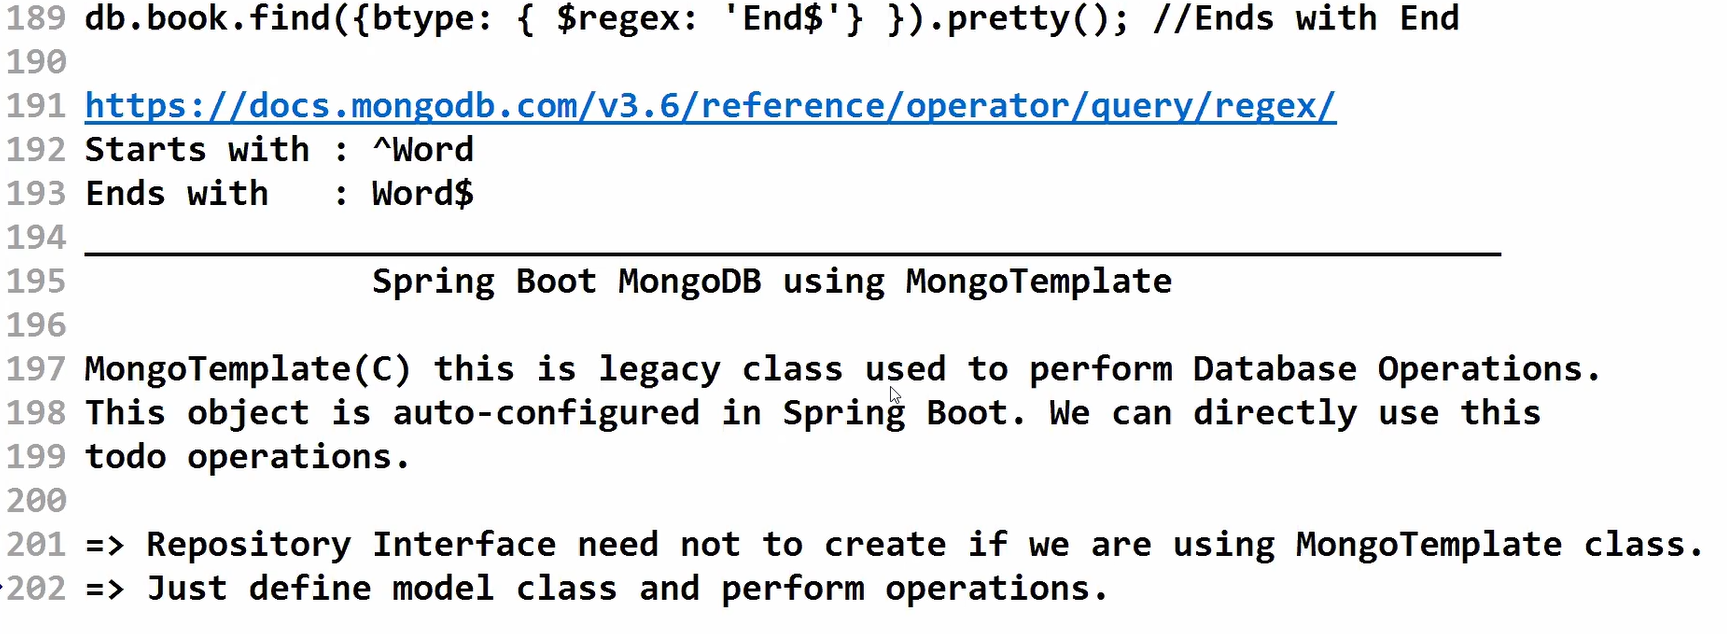 189 db.book.find({btype: { $regex: 'End$'} }).pretty(); //Ends with End
190
191 https://docs.mongodb.com/v3.6/reference/operator/query/regex/
192 Starts with : ^Word
193 Ends with   : Word$
194
195 Spring Boot MongoDB using MongoTemplate
196
197 MongoTemplate(C) this is legacy class used to perform Database Operations.
198 This object is auto-configured in Spring Boot. We can directly use this
199 todo operations.
200
201 => Repository Interface need not to create if we are using MongoTemplate class.
202 => Just define model class and perform operations.